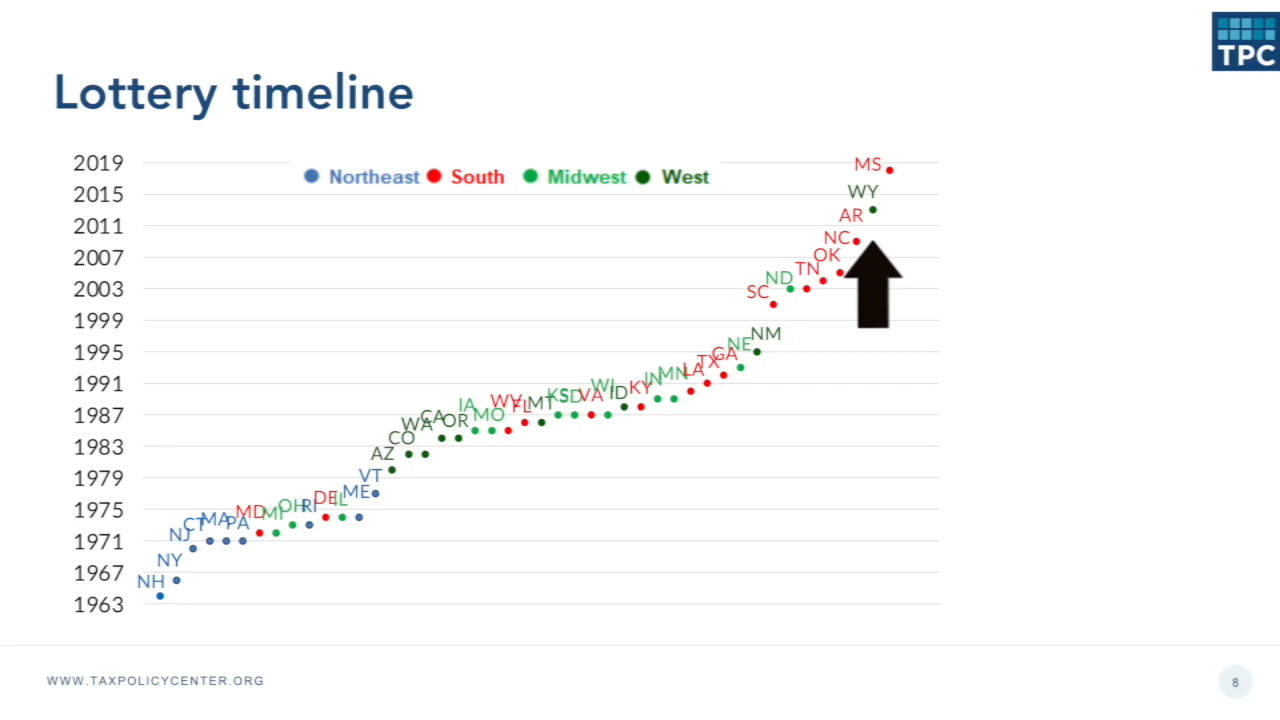 TPC
Lottery timeline
2019
2015
2011
2007
2003
1999
1995
1991
1987
1983
1979
1975
1971
1967
1963
Northeast South Midwest West
NH
NY
NJ
CT
MA
PA
MD
MI
OH
RI
DE
IL
ME
VT
AZ
CO
WA
CA
OR
IA
MO
WV
FL
MT
KS
SD
VA
WI
ID
KY
IN
MN
LA
TX
GA
NE
NM
SC
ND
TN
OK
NC
AR
WY
MS
WWW.TAXPOLICYCENTER.ORG
8